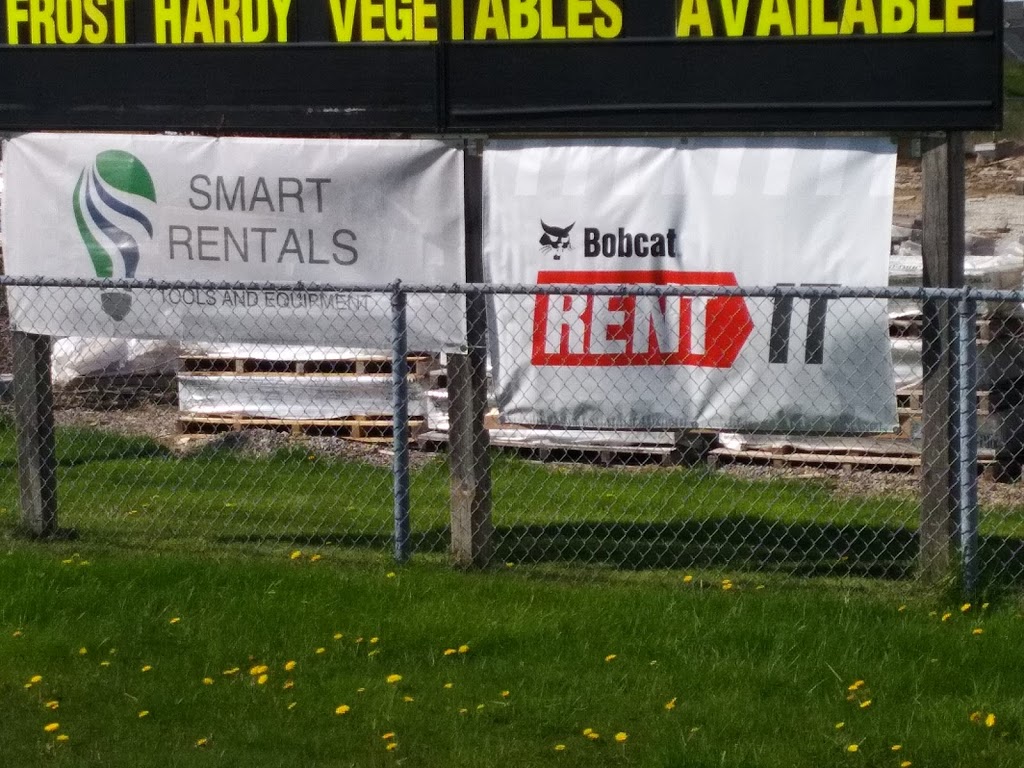 FROST HARDY VEGETABLES AVAILABLE
SMART
RENTALS
TOOLS AND EQUIPMENT
Bobcat
RENT IT